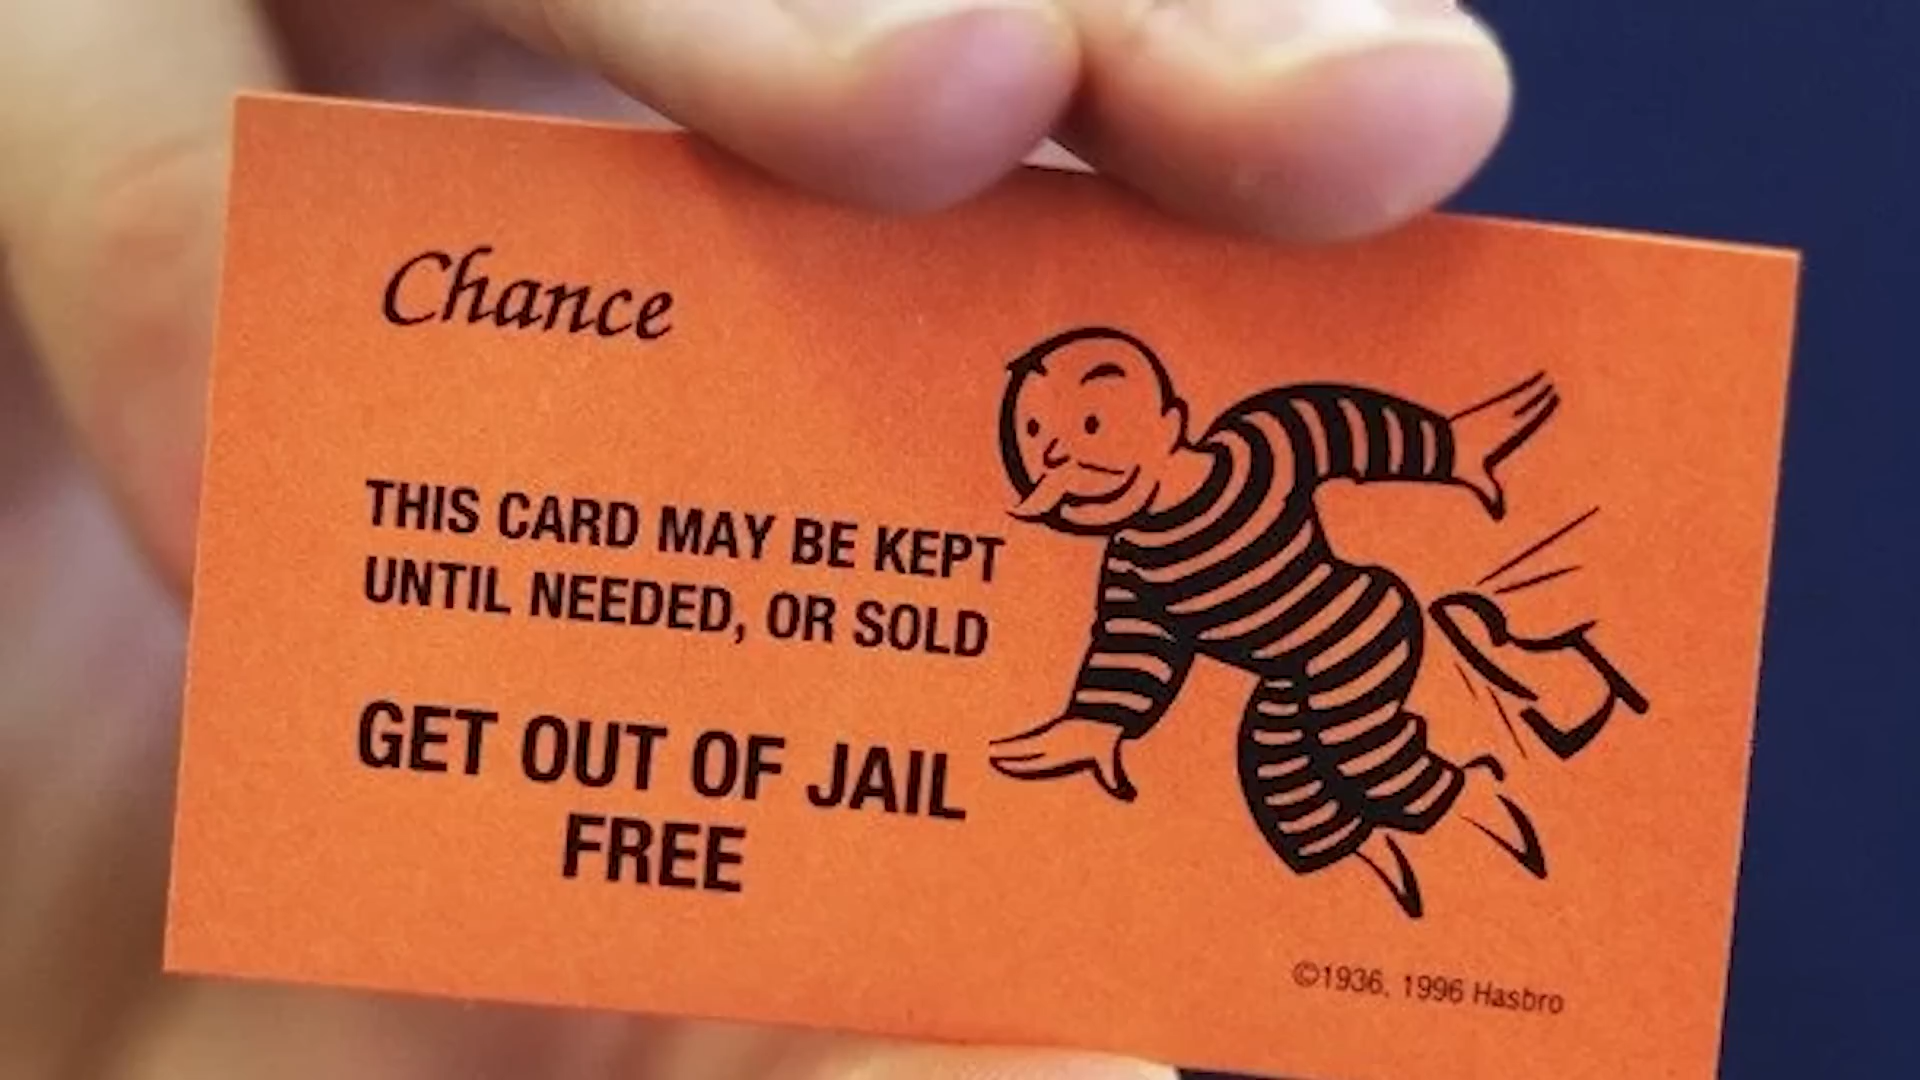 Chance
THIS CARD MAY BE KEPT
UNTIL NEEDED, OR SOLD
GET OUT OF JAIL
FREE
©1936, 1996 Hasbro